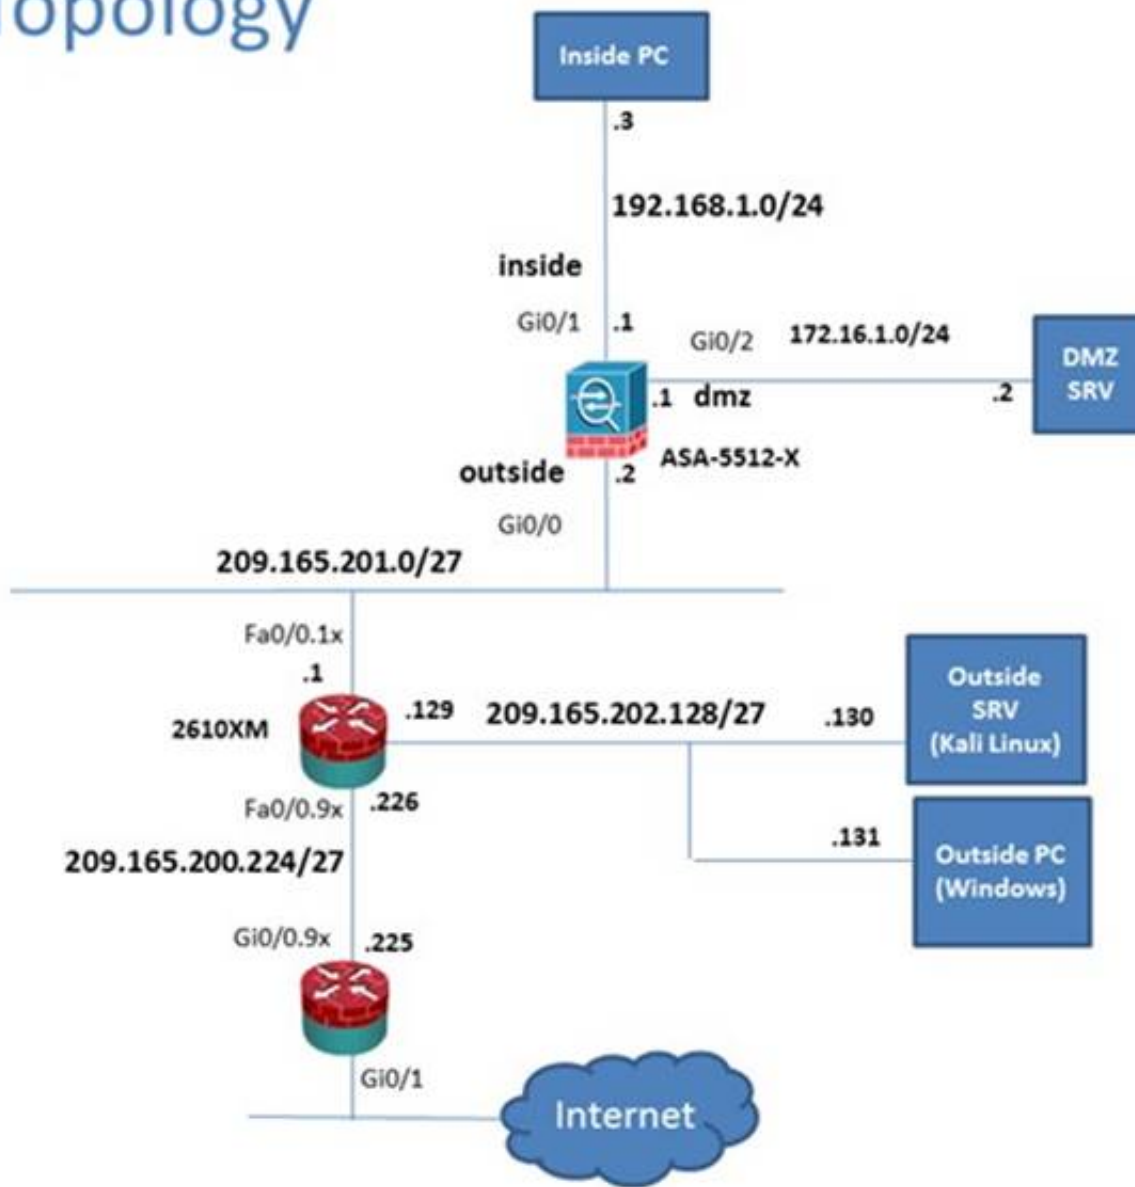 Topology
Inside PC
.3
192.168.1.0/24
inside
Gi0/1
.1
Gi0/2
172.16.1.0/24
DMZ
SRV
.1
dmz
.2
ASA-5512-X
outside
.2
Gi0/0
209.165.201.0/27
Fa0/0.1x
.1
2610XM
.129
209.165.202.128/27
.130
Outside
SRV
(Kali Linux)
Fa0/0.9x
.226
.131
Outside PC
(Windows)
209.165.200.224/27
Gi0/0.9x
.225
Gi0/1
Internet